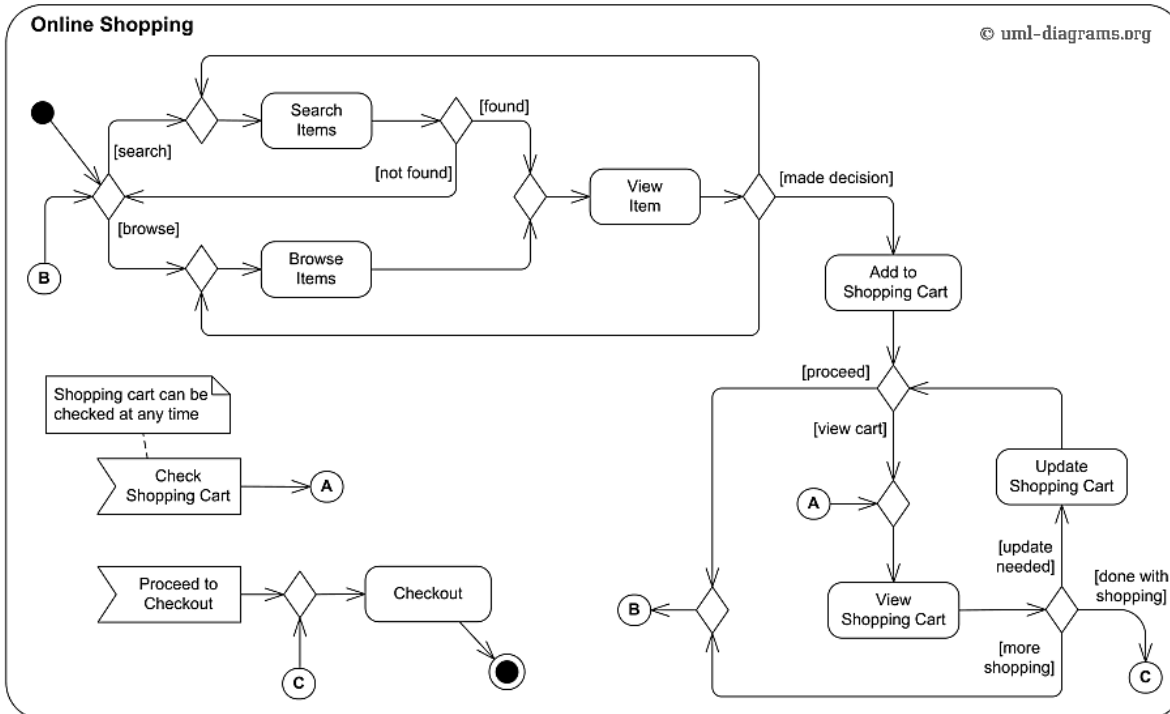 Online Shopping
© uml-diagrams.org
Search
Items
[found]
[search]
[not found]
View
Item
[made decision]
[browse]
B
Browse
Items
Add to
Shopping Cart
Shopping cart can be
checked at any time
[proceed]
[view cart]
Check
Shopping Cart
A
Update
Shopping Cart
A
[update
needed]
[done with
shopping]
Proceed to
Checkout
Checkout
B
View
Shopping Cart
[more
shopping]
C
C